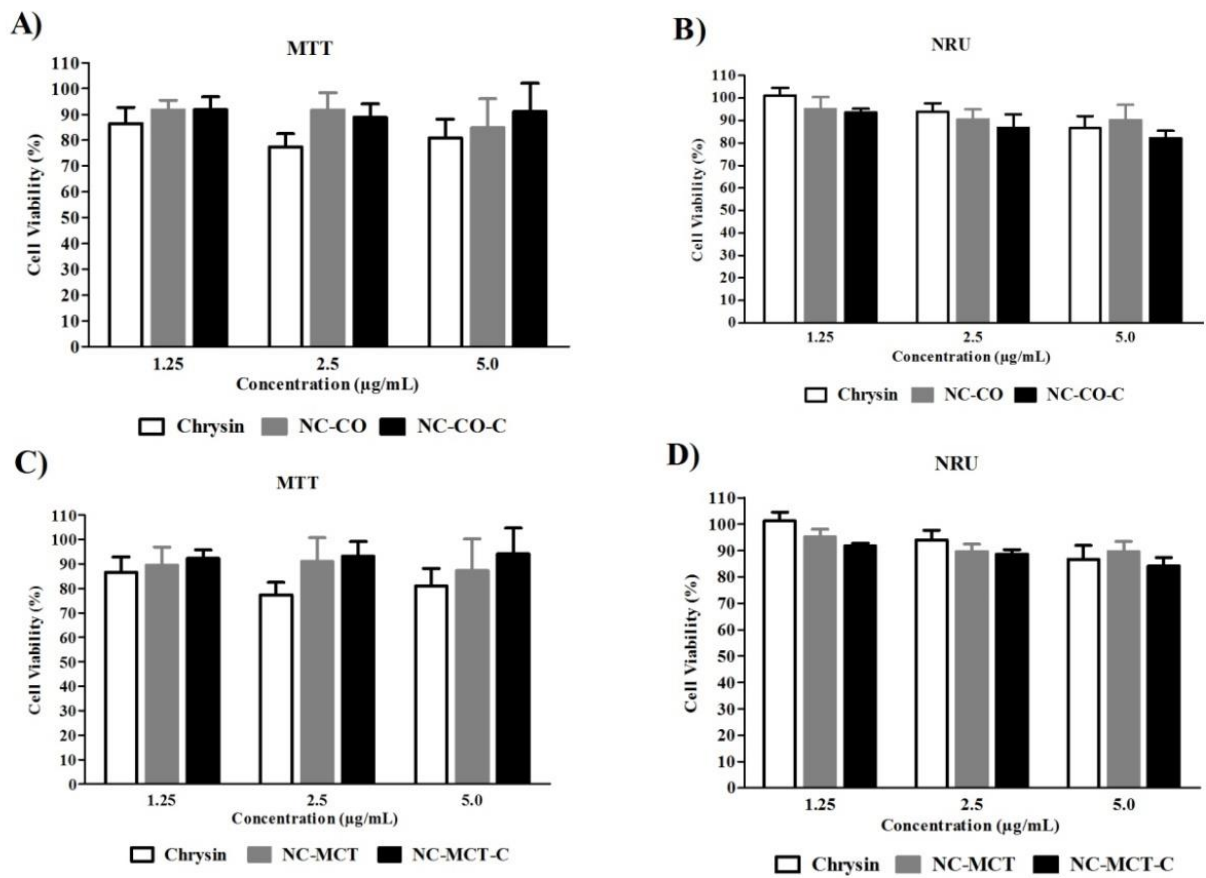 A)
MTT
Cell Viability (%)
110
100
90
80
70
60
50
40
30
20
10
0
1.25 2.5 5.0
Concentration (µg/mL)
Chrysin NC-CO NC-CO-C
B)
NRU
Cell Viability (%)
110
100
90
80
70
60
50
40
30
20
10
0
1.25 2.5 5.0
Concentration (µg/mL)
Chrysin NC-CO NC-CO-C
C)
MTT
Cell Viability (%)
110
100
90
80
70
60
50
40
30
20
10
0
1.25 2.5 5.0
Concentration (µg/mL)
Chrysin NC-MCT NC-MCT-C
D)
NRU
Cell Viability (%)
110
100
90
80
70
60
50
40
30
20
10
0
1.25 2.5 5.0
Concentration (µg/mL)
Chrysin NC-MCT NC-MCT-C